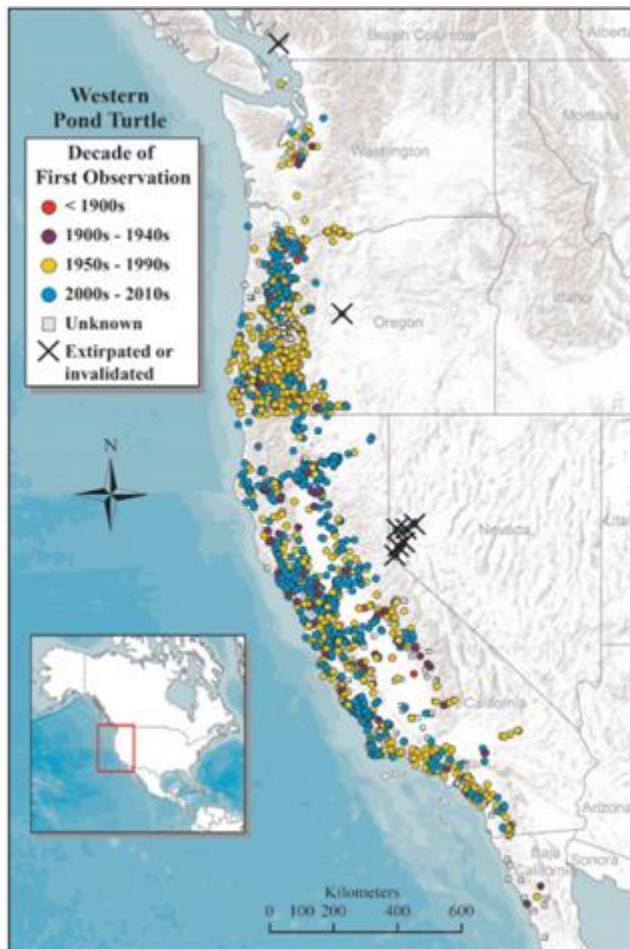 British Columbia
Alberta
Western
Pond Turtle
Decade of
First Observation
< 1900s
1900s - 1940s
1950s - 1990s
2000s - 2010s
Unknown
Extirpated or
invalidated
Washington
Montana
Oregon
Idaho
N
Nevada
Utah
California
Arizona
Baja
California
Sonora
Kilometers
0 100 200 400 600